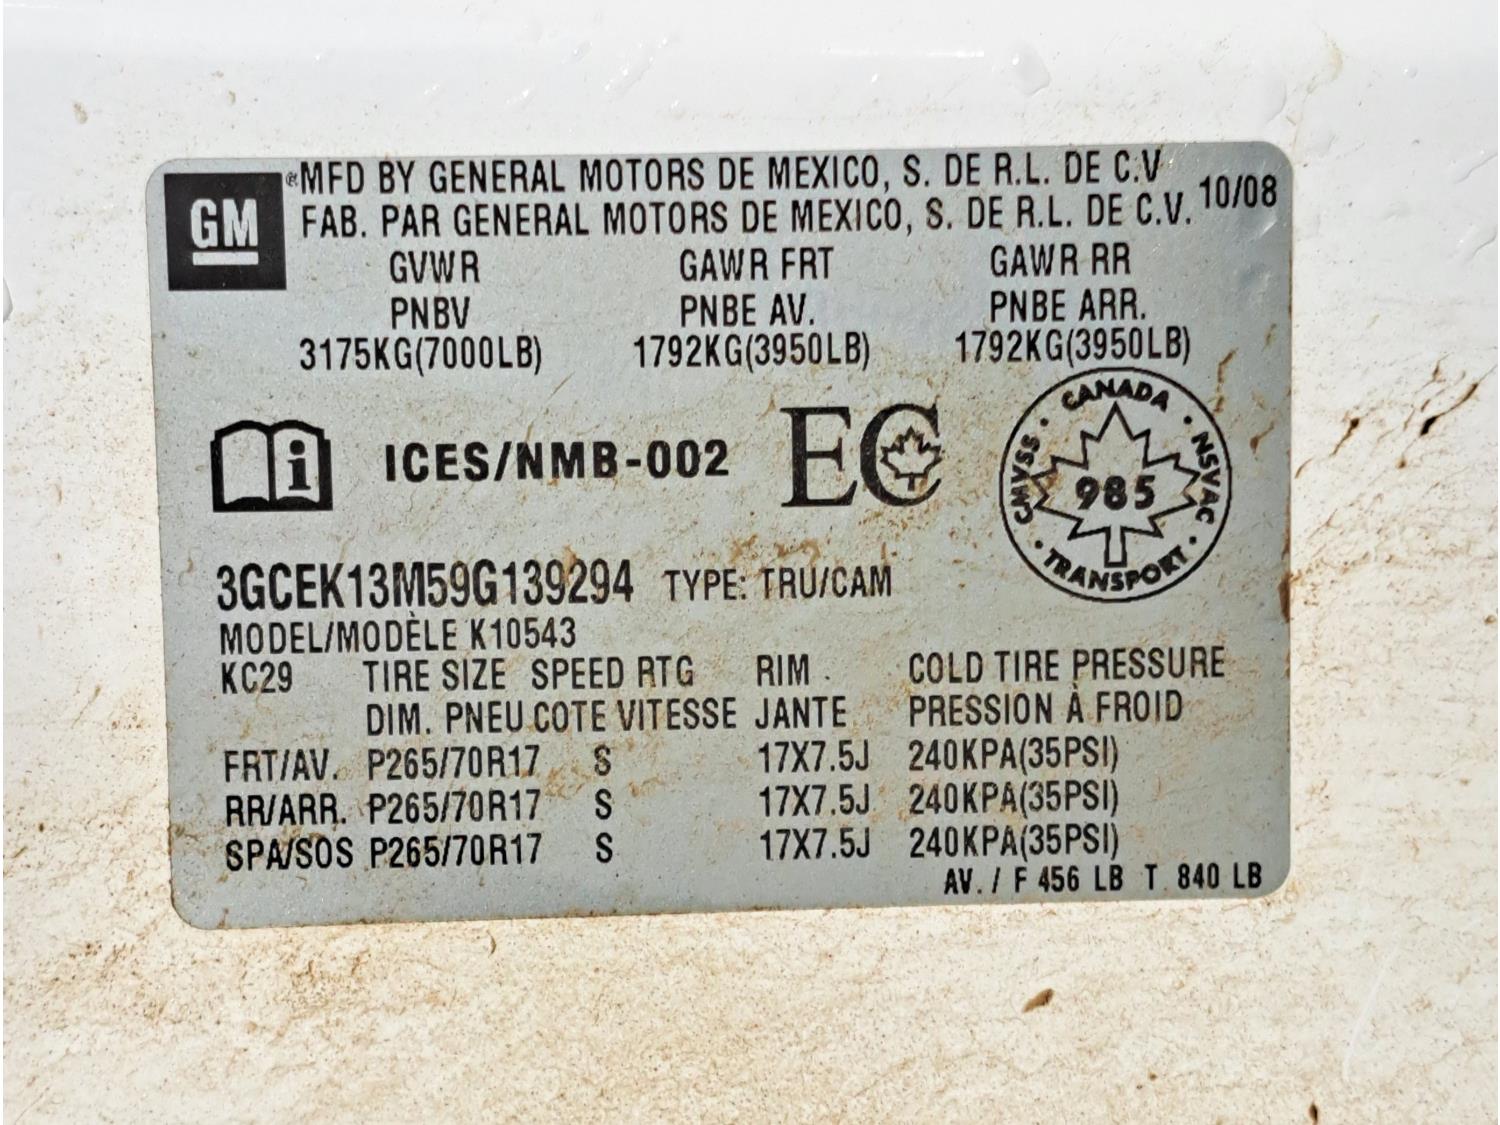 GM
®MFD BY GENERAL MOTORS DE MEXICO, S. DE R.L. DE C.V
FAB. PAR GENERAL MOTORS DE MEXICO, S. DE R.L. DE C.V. 10/08
GVWR GAWR FRT GAWR RR
PNBV PNBE AV. PNBE ARR.
3175KG(7000LB) 1792KG(3950LB) 1792KG(3950LB)
i ICES/NMB-002 EC
CANADA
CMVSS · NSVAC
985
TRANSPORT
3GCEK13M59G139294 TYPE: TRU/CAM
MODEL/MODÈLE K10543
KC29 TIRE SIZE SPEED RTG RIM COLD TIRE PRESSURE
DIM. PNEU COTE VITESSE JANTE PRESSION À FROID
FRT/AV. P265/70R17 S 17X7.5J 240KPA(35PSI)
RR/ARR. P265/70R17 S 17X7.5J 240KPA(35PSI)
SPA/SOS P265/70R17 S 17X7.5J 240KPA(35PSI)
AV. / F 456 LB T 840 LB